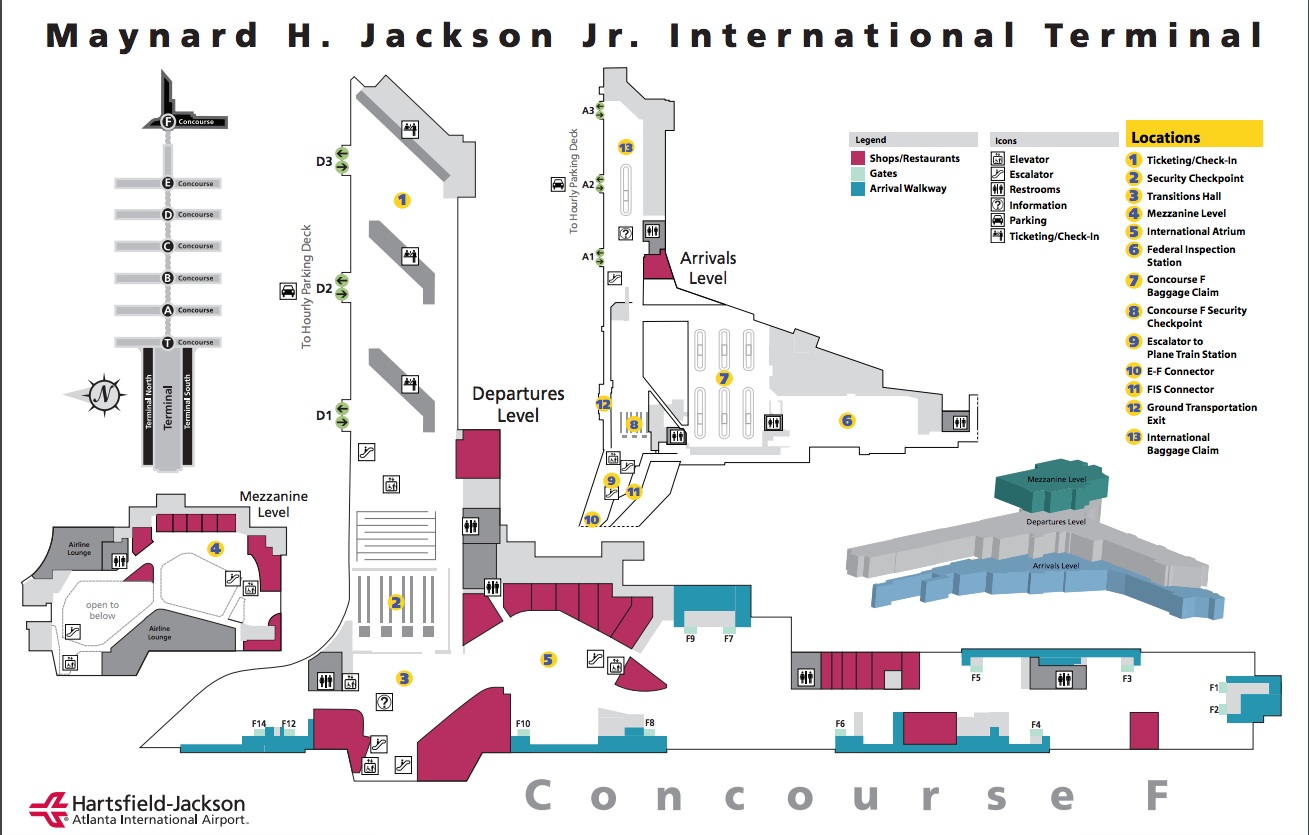 Maynard H. Jackson Jr. International Terminal
F Concourse
E Concourse
D Concourse
C Concourse
B Concourse
A Concourse
T Concourse
N
Terminal North
Terminal
Terminal South
D3
D2
D1
To Hourly Parking Deck
1
Departures
Level
2
3
5
A3
A2
A1
To Hourly Parking Deck
13
?
Arrivals
Level
7
12
8
6
9
11
10
Legend
Shops/Restaurants
Gates
Arrival Walkway
Icons
Elevator
Escalator
? Restrooms
Information
Parking
Ticketing/Check-In
Locations
1 Ticketing/Check-In
2 Security Checkpoint
3 Transitions Hall
4 Mezzanine Level
5 International Atrium
6 Federal Inspection
Station
7 Concourse F
Baggage Claim
8 Concourse F Security
Checkpoint
9 Escalator to
Plane Train Station
10 E-F Connector
11 FIS Connector
12 Ground Transportation
Exit
13 International
Baggage Claim
Mezzanine Level
Departures Level
Arrivals Level
Mezzanine
Level
Airline
Lounge
4
open to
below
Airline
Lounge
?
F9
F7
F5
F3
F1
F2
F14
F12
F10
F8
F6
F4
Hartsfield-Jackson
Atlanta International Airport®
Concourse F